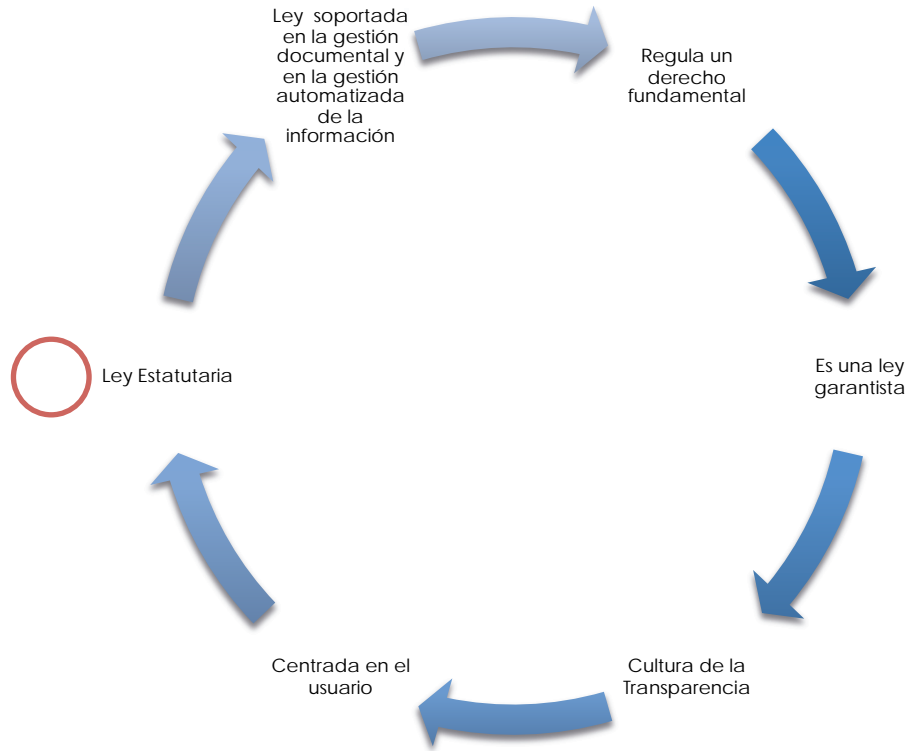 Ley soportada
en la gestión
documental y
en la gestión
automatizada
de la
información
Regula un
derecho
fundamental
Es una ley
garantista
Cultura de la
Transparencia
Centrada en el
usuario
Ley Estatutaria